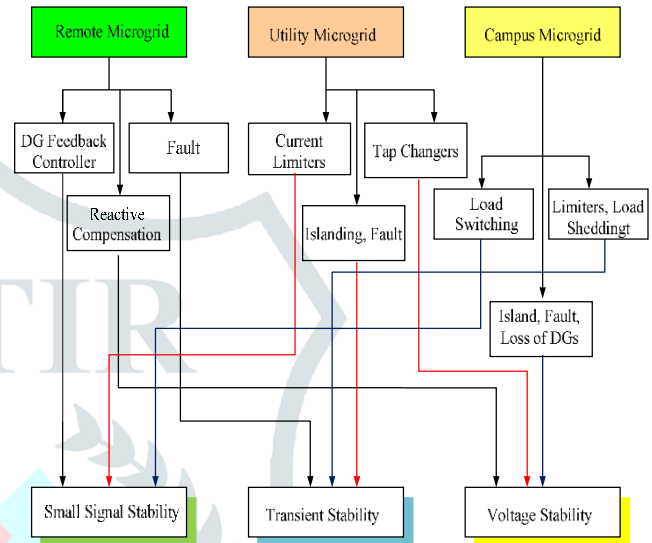 Remote Microgrid
Utility Microgrid
Campus Microgrid
DG Feedback
Controller
Fault
Current
Limiters
Tap Changers
Reactive
Compensation
Islanding, Fault
Load
Switching
Limiters, Load
Sheddingt
Island, Fault,
Loss of DGs
TIR
Small Signal Stability
Transient Stability
Voltage Stability